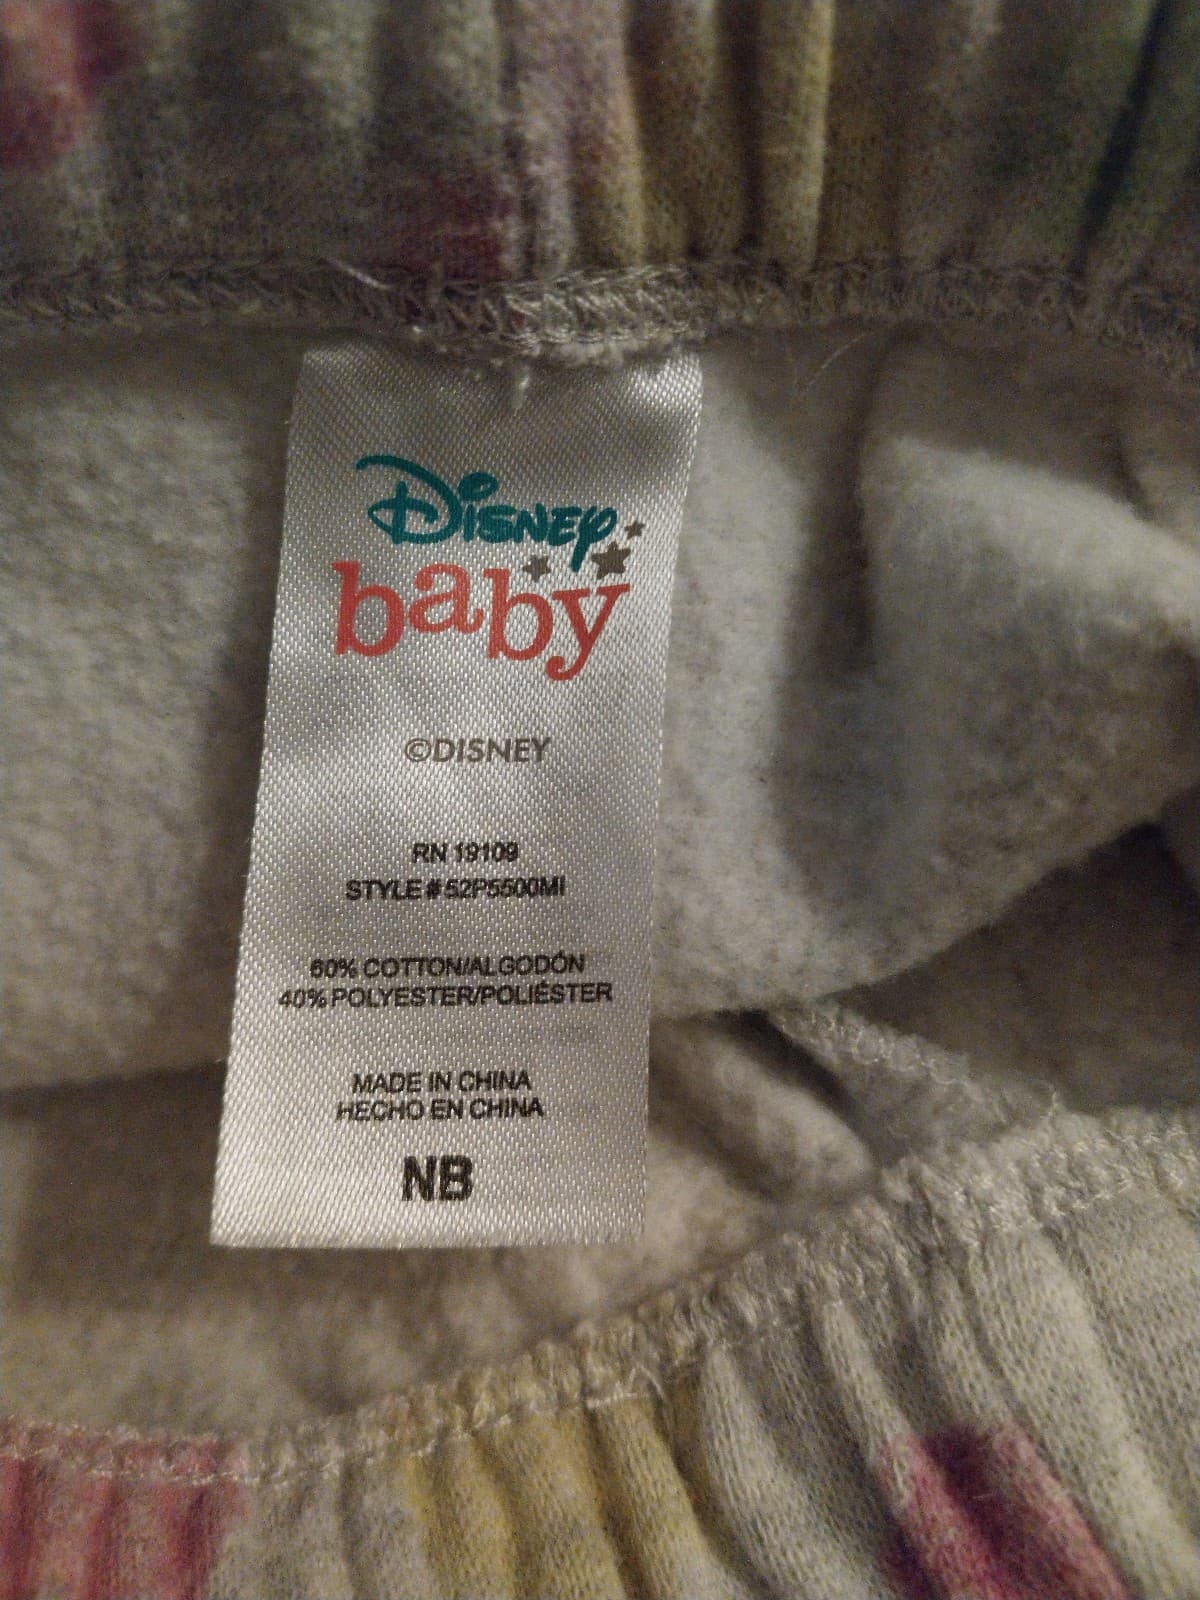 Disney
baby
©DISNEY
RN 19109
STYLE # 52P5500MI
60% COTTON/ALGODÓN
40% POLYESTER/POLIÉSTER
MADE IN CHINA
HECHO EN CHINA
NB